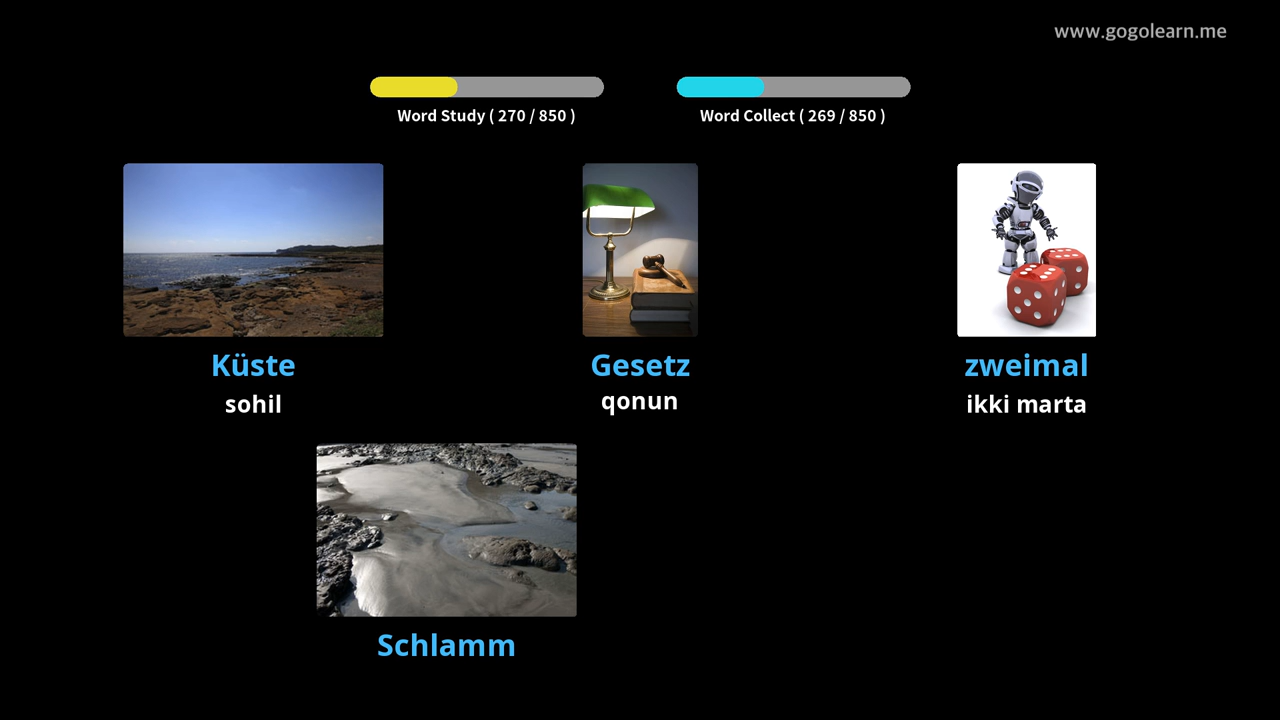 www.gogolearn.me
Word Study ( 270 / 850 )
Word Collect ( 269 / 850 )
Küste
Gesetz
zweimal
sohil
qonun
ikki marta
Schlamm